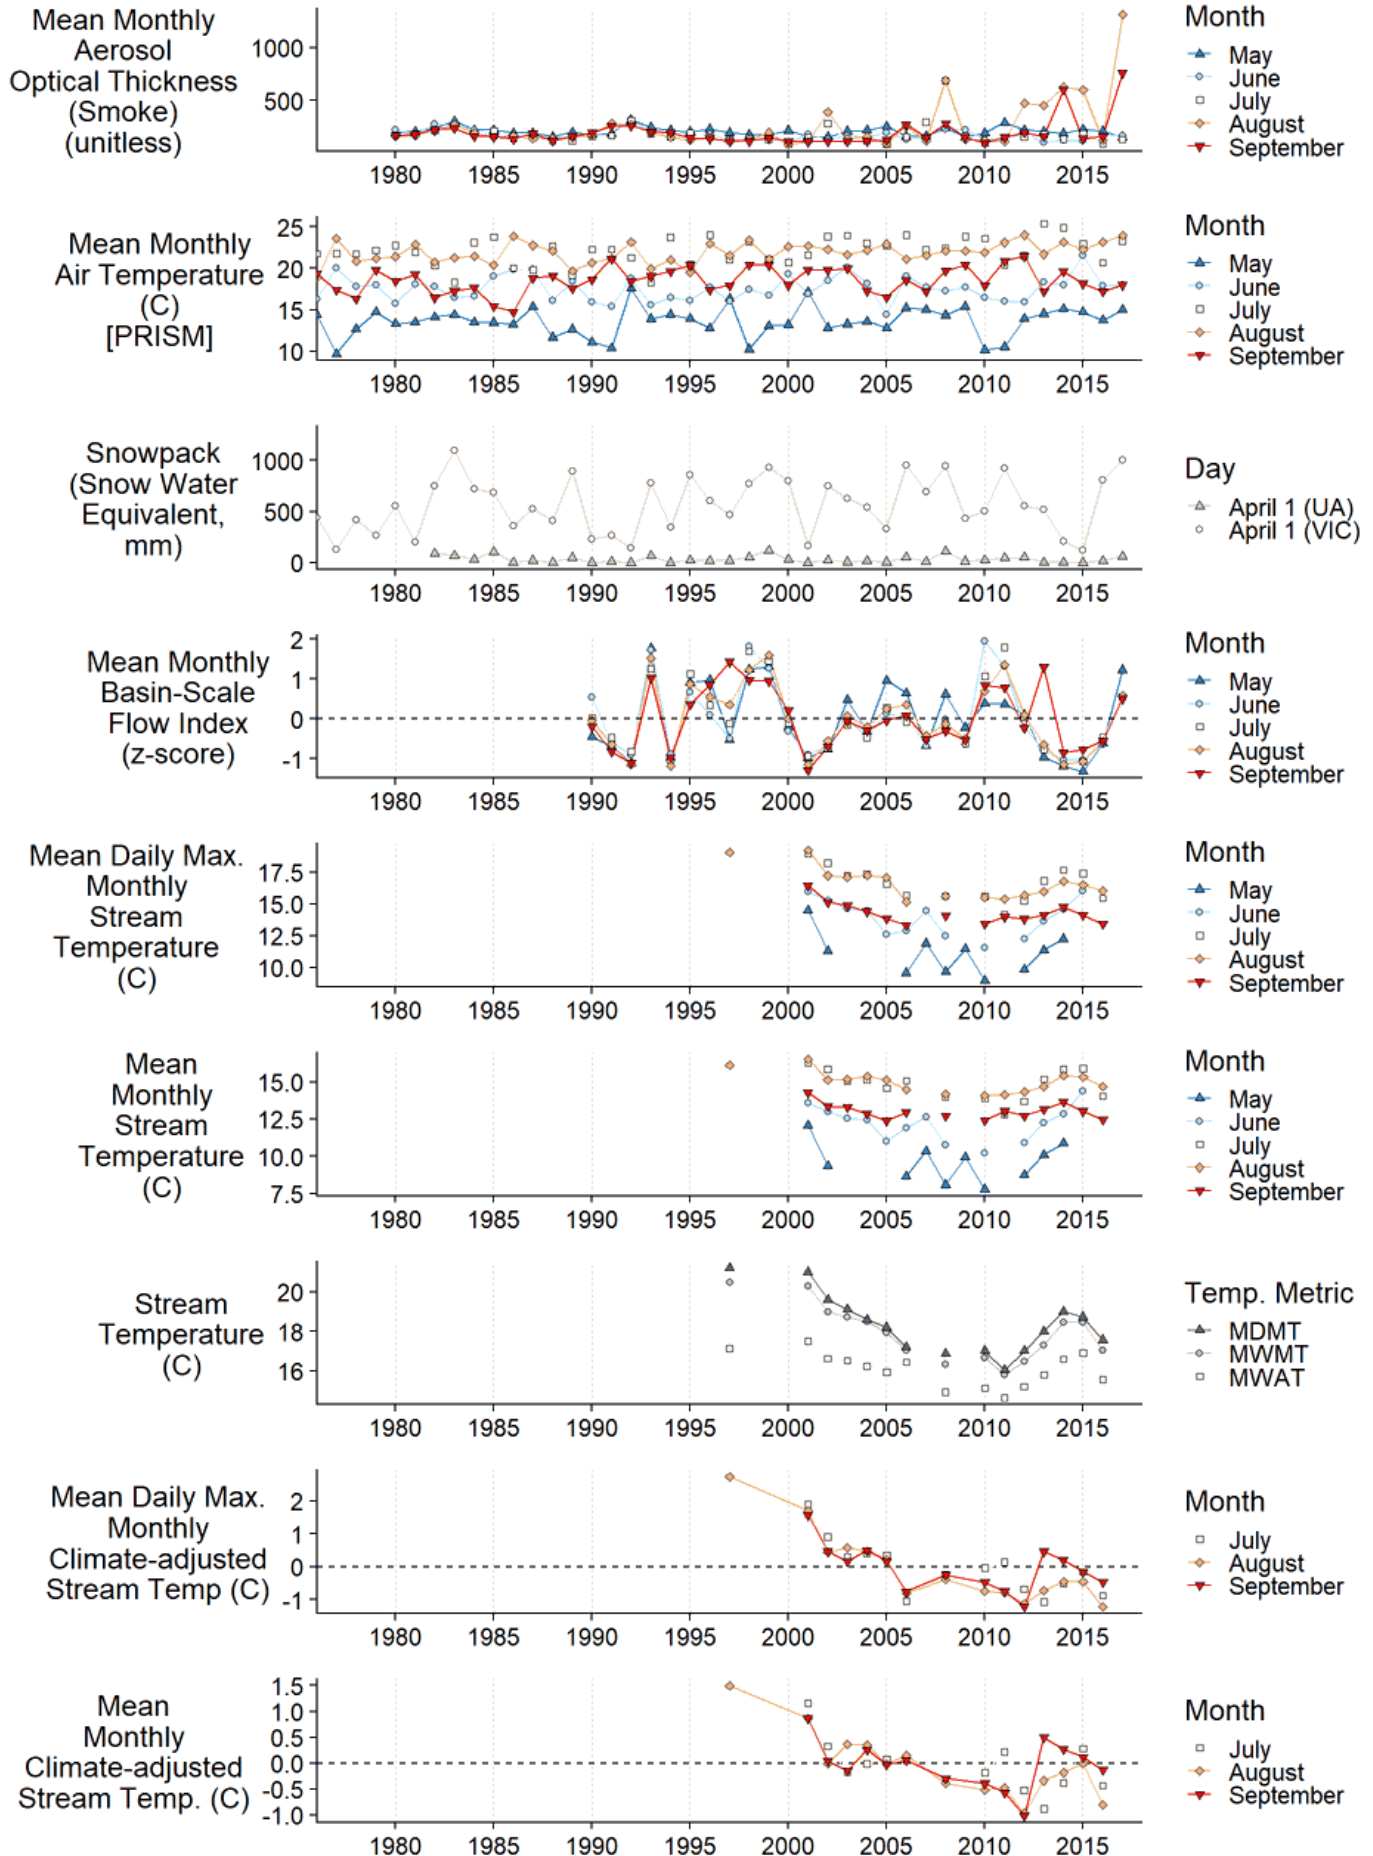 Mean Monthly
Aerosol
Optical Thickness
(Smoke)
(unitless)
1000
500
1980 1985 1990 1995 2000 2005 2010 2015
Month
May
June
July
August
September
Mean Monthly
Air Temperature
(C)
[PRISM]
25
20
15
10
1980 1985 1990 1995 2000 2005 2010 2015
Month
May
June
July
August
September
Snowpack
(Snow Water
Equivalent,
mm)
1000
500
0
1980 1985 1990 1995 2000 2005 2010 2015
Day
April 1 (UA)
April 1 (VIC)
Mean Monthly
Basin-Scale
Flow Index
(z-score)
2
1
0
-1
1980 1985 1990 1995 2000 2005 2010 2015
Month
May
June
July
August
September
Mean Daily Max.
Monthly
Stream
Temperature
(C)
17.5
15.0
12.5
10.0
1980 1985 1990 1995 2000 2005 2010 2015
Month
May
June
July
August
September
Mean
Monthly
Stream
Temperature
(C)
15.0
12.5
10.0
7.5
1980 1985 1990 1995 2000 2005 2010 2015
Month
May
June
July
August
September
Stream
Temperature
(C)
20
18
16
1980 1985 1990 1995 2000 2005 2010 2015
Temp. Metric
MDMT
MWMT
MWAT
Mean Daily Max.
Monthly
Climate-adjusted
Stream Temp (C)
2
1
0
-1
1980 1985 1990 1995 2000 2005 2010 2015
Month
July
August
September
Mean
Monthly
Climate-adjusted
Stream Temp. (C)
1.5
1.0
0.5
0.0
-0.5
-1.0
1980 1985 1990 1995 2000 2005 2010 2015
Month
July
August
September